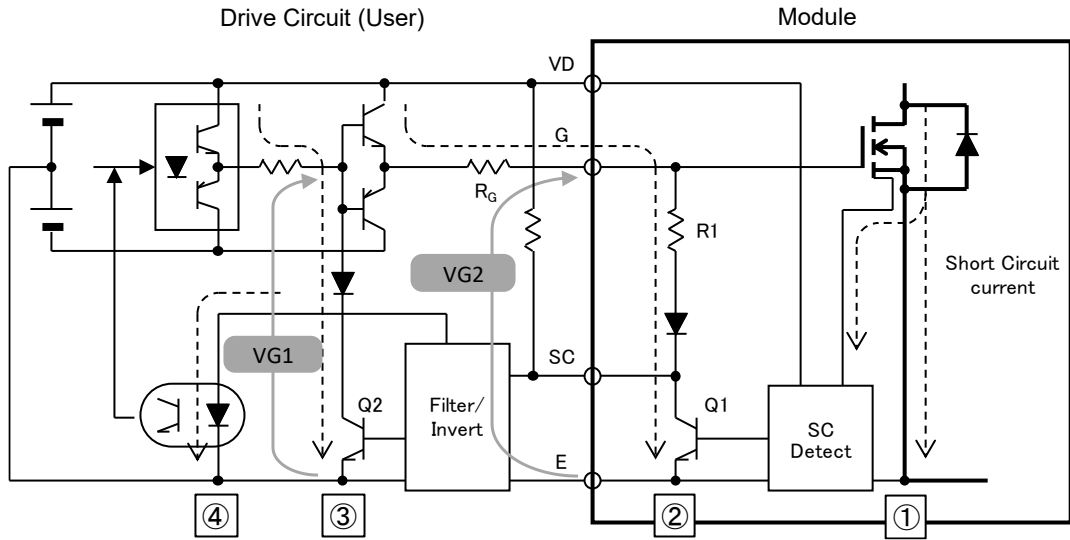 Drive Circuit (User)
Module
VD
G
R_G
R1
VG2
Short Circuit
current
VG1
SC
Q2
Filter/
Invert
Q1
SC
Detect
E
④
③
②
①